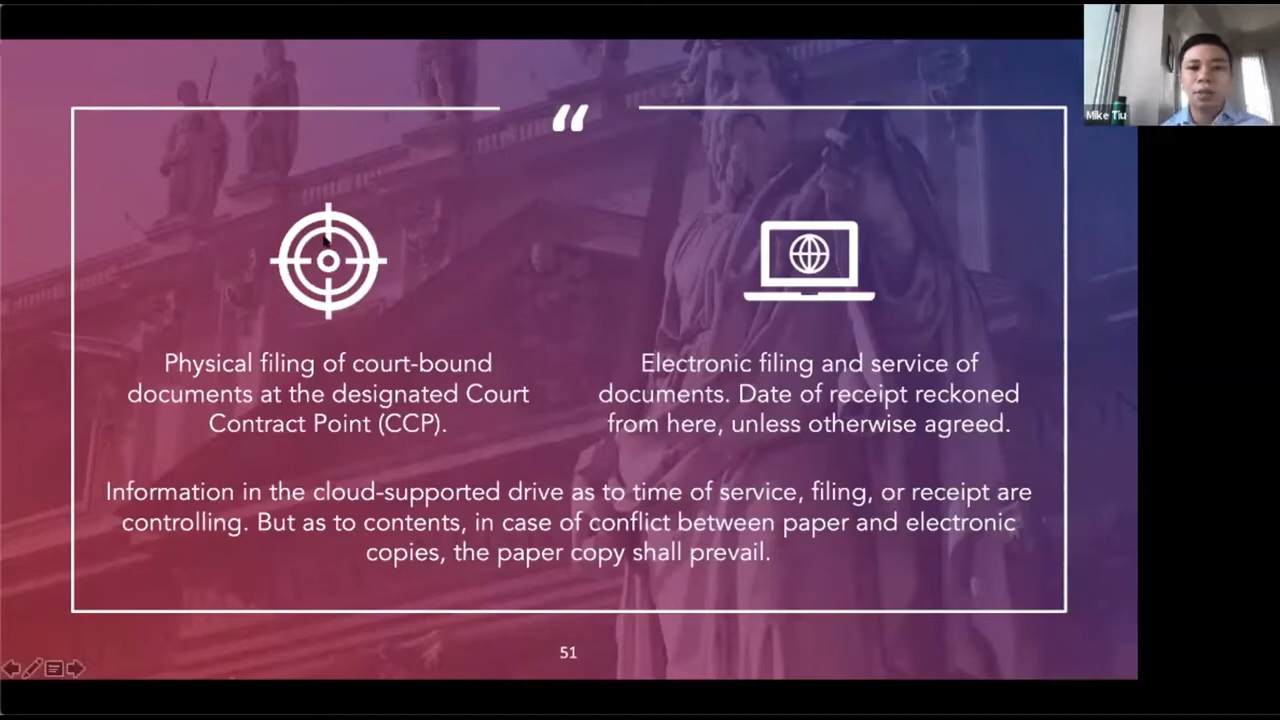 Mike Tiu
“
Physical filing of court-bound
documents at the designated Court
Contract Point (CCP).
Electronic filing and service of
documents. Date of receipt reckoned
from here, unless otherwise agreed.
Information in the cloud-supported drive as to time of service, filing, or receipt are
controlling. But as to contents, in case of conflict between paper and electronic
copies, the paper copy shall prevail.
51